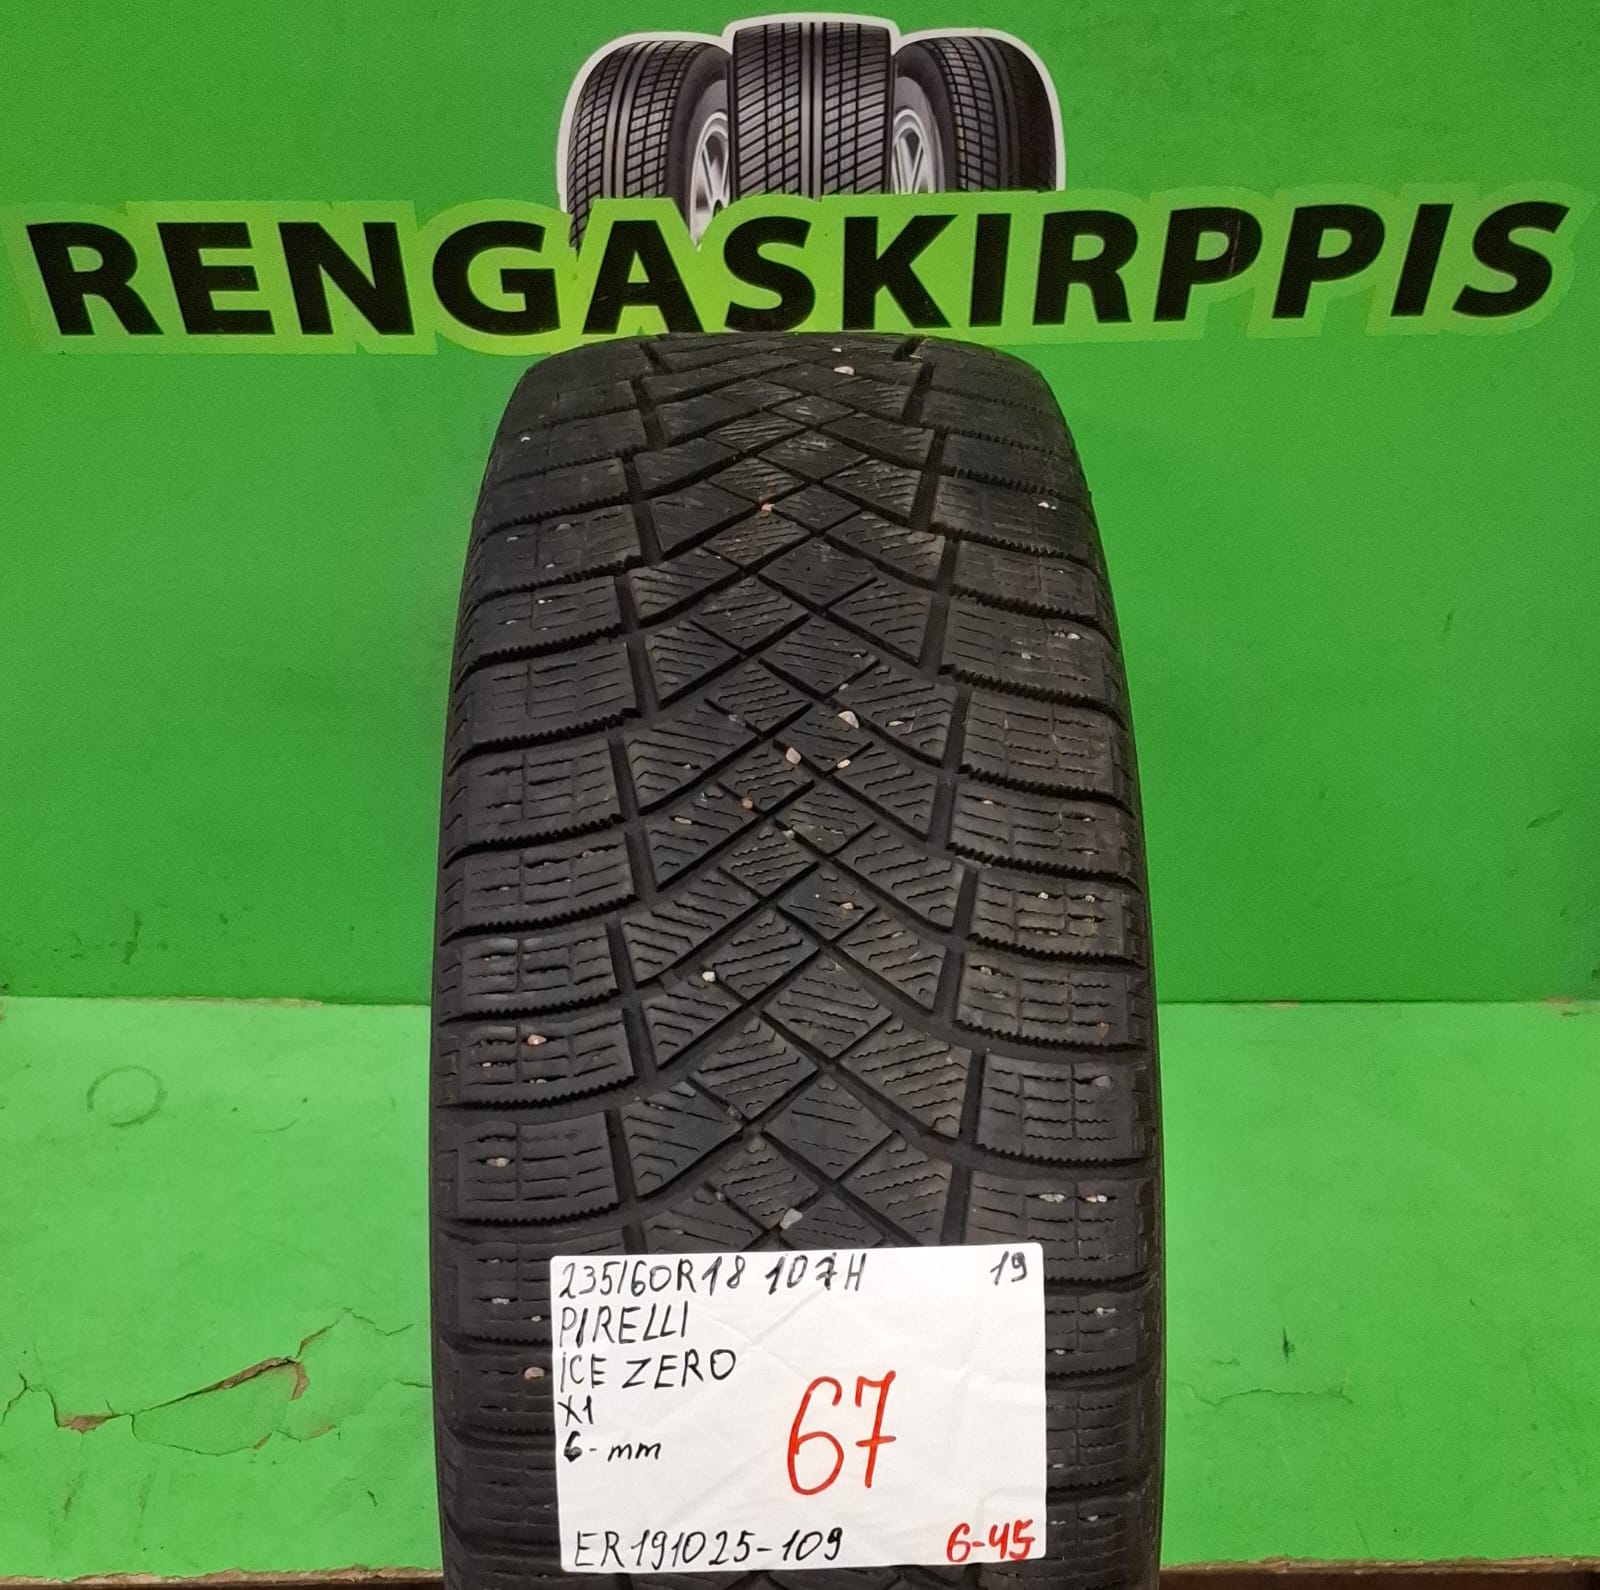 RENGASKIRPPIS
235/60R18 107H 19
PIRELLI
ICE ZERO
X1
6-mm
67
ER191025-109 6-45